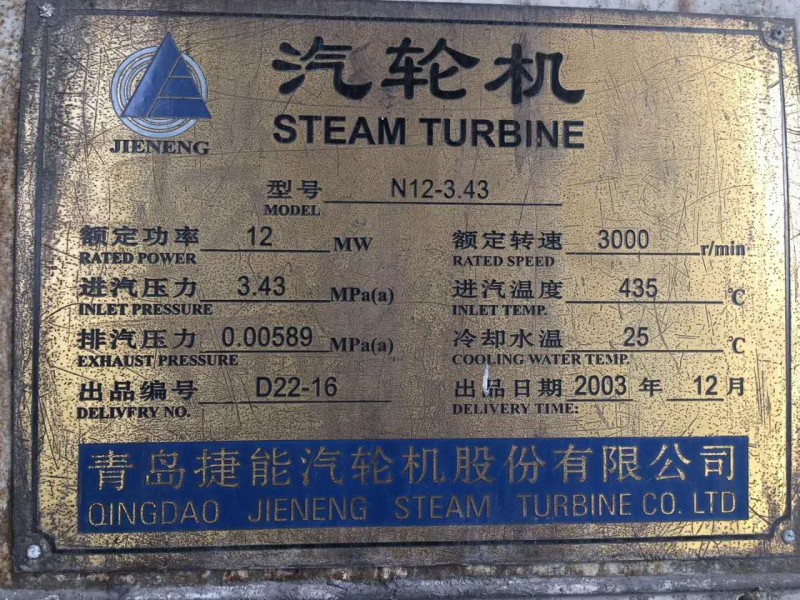 汽轮机
STEAM TURBINE
JIENENG
型号 N12-3.43
MODEL
额定功率 12 MW
RATED POWER
额定转速 3000 r/min
RATED SPEED
进汽压力 3.43 MPa(a)
INLET PRESSURE
进汽温度 435 ℃
INLET TEMP.
排汽压力 0.00589 MPa(a)
EXHAUST PRESSURE
冷却水温 25 ℃
COOLING WATER TEMP.
出品编号 D22-16
DELIVFRY NO.
出品日期 2003 年 12 月
DELIVERY TIME:
青岛捷能汽轮机股份有限公司
QINGDAO JIENENG STEAM TURBINE CO. LTD